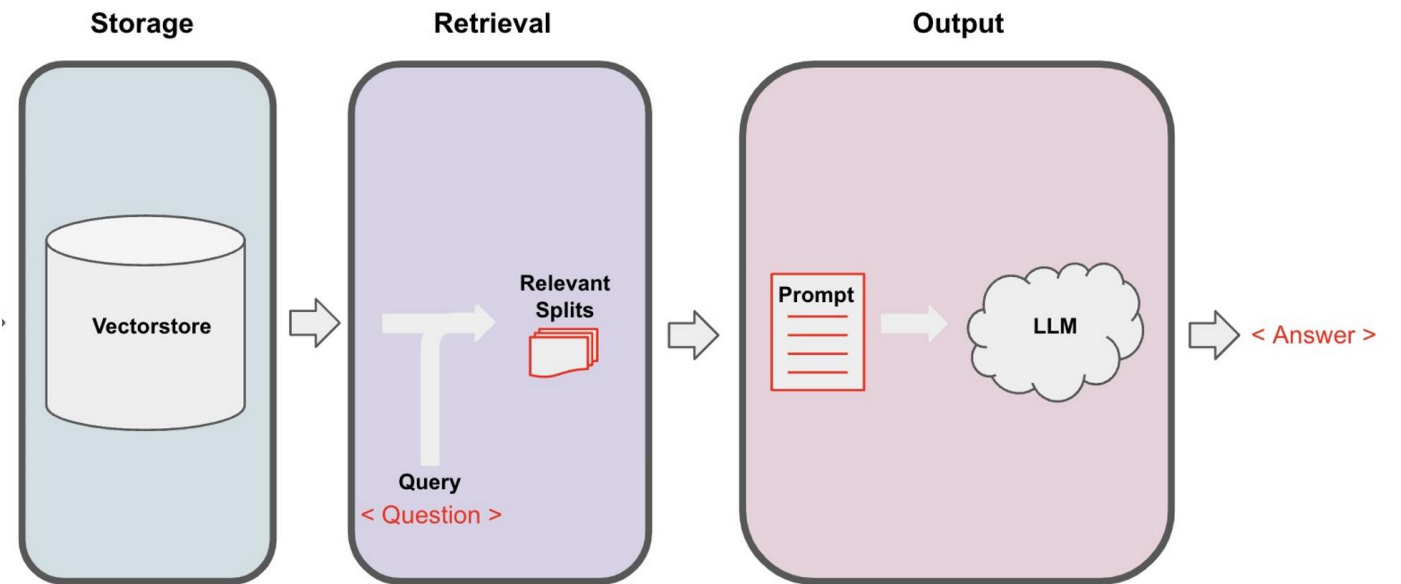 Storage
Retrieval
Output
Vectorstore
Relevant
Splits
Query
< Question >
Prompt
LLM
< Answer >